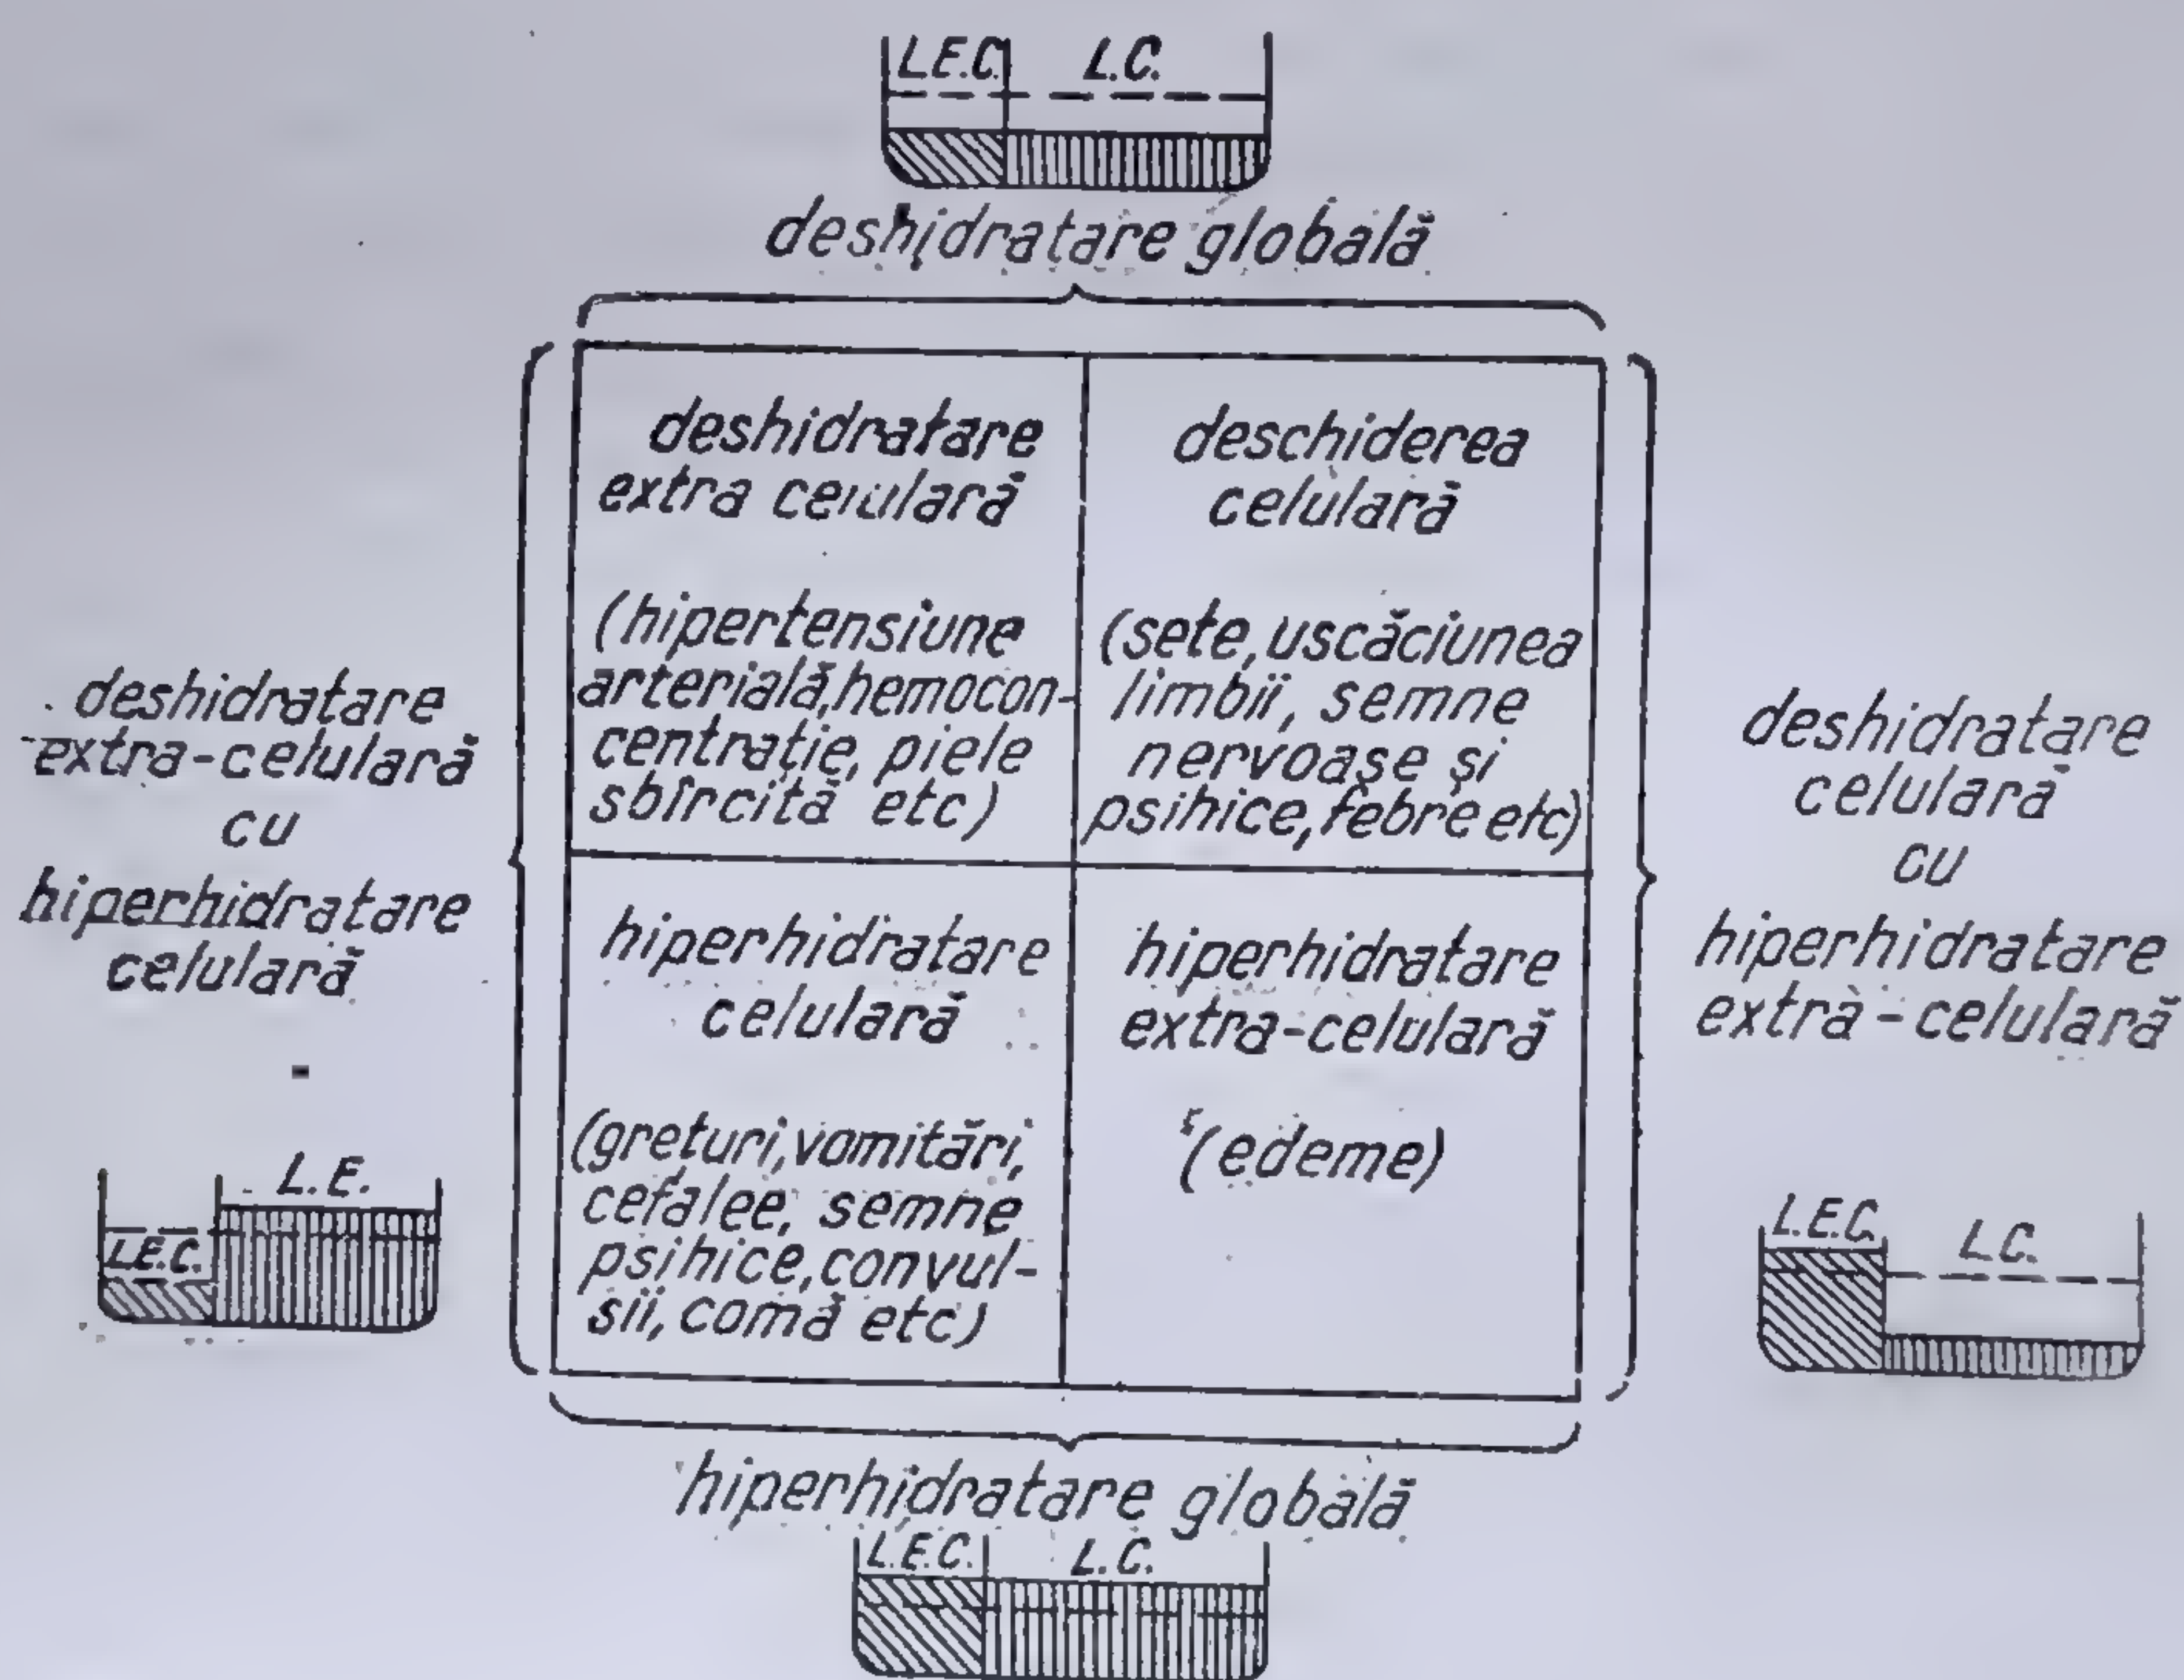 L.E.C. L.C.
deshidratare globală
deshidratare
extra celulară
(hipertensiune
arterială, hemocon-
centrație, piele
sbîrcită etc)
deschiderea
celulară
(sete, uscăciunea
limbii, semne
nervoase și
psihice, febre etc)
deshidratare
extra-celulară
cu
hiperhidratare
celulară
L.E.
L.E.C.
hiperhidratare
celulară
(greturi, vomitări,
cefalee, semne
psihice, convul-
sii, comă etc)
hiperhidratare
extra-celulară
(edeme)
deshidratare
celulară
cu
hiperhidratare
extra-celulară
L.E.C. L.C.
hiperhidratare globală
L.E.C. L.C.